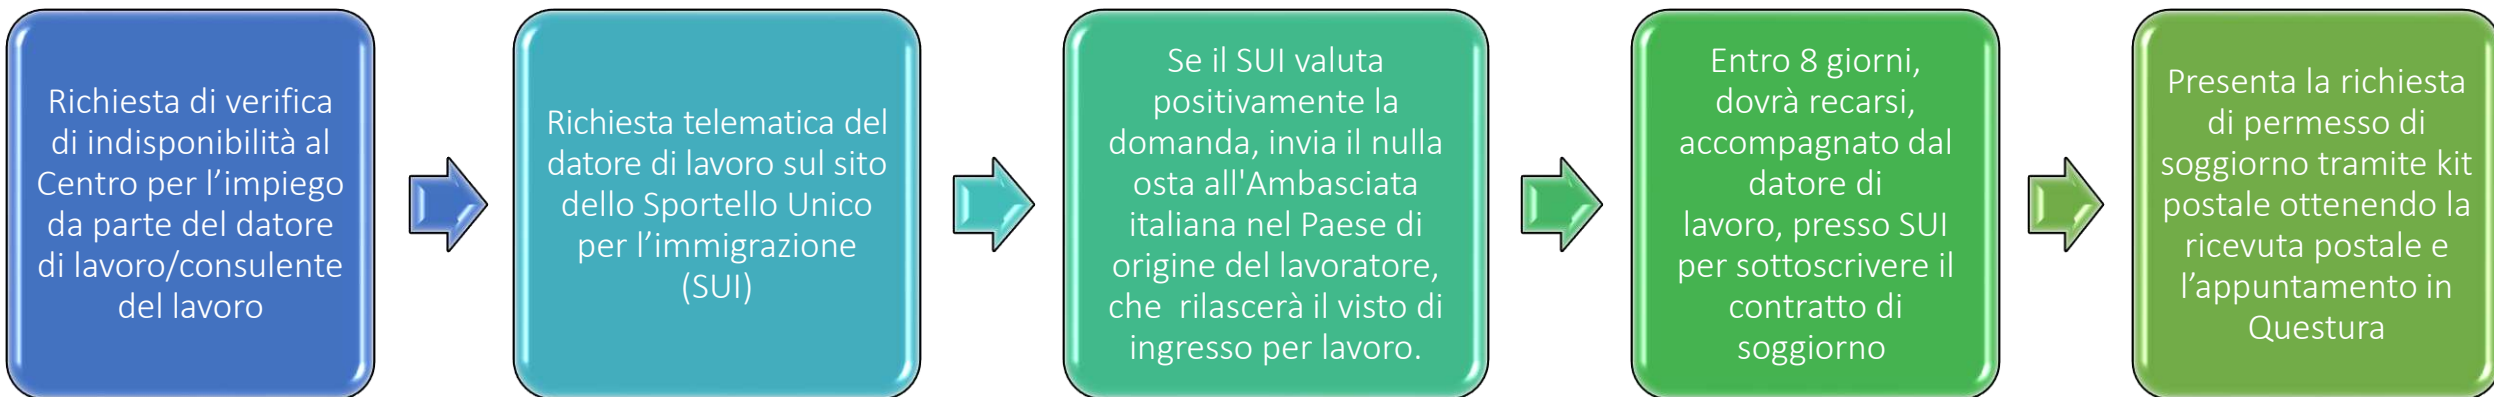 Richiesta di verifica
di indisponibilità al
Centro per l’impiego
da parte del datore
di lavoro/consulente
del lavoro
Richiesta telematica del
datore di lavoro sul sito
dello Sportello Unico
per l’immigrazione
(SUI)
Se il SUI valuta
positivamente la
domanda, invia il nulla
osta all'Ambasciata
italiana nel Paese di
origine del lavoratore,
che rilascerà il visto di
ingresso per lavoro.
Entro 8 giorni,
dovrà recarsi,
accompagnato dal
datore di
lavoro, presso SUI
per sottoscrivere il
contratto di
soggiorno
Presenta la richiesta
di permesso di
soggiorno tramite kit
postale ottenendo la
ricevuta postale e
l’appuntamento in
Questura